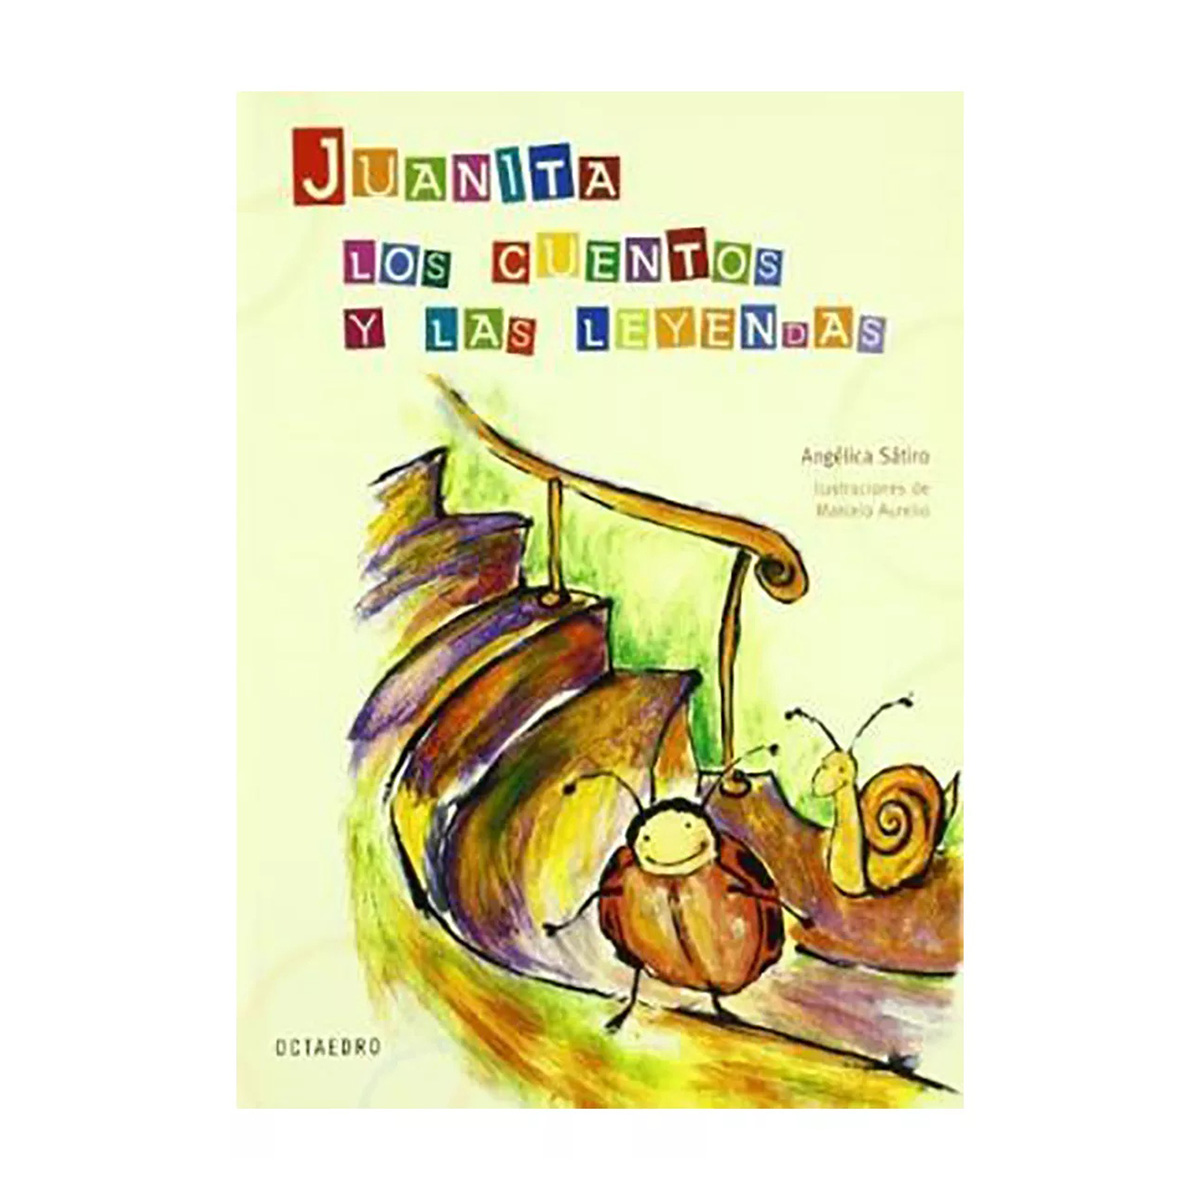 JUANITA
LOS CUENTOS
Y LAS LEYENDAS
Angélica Sátiro
Ilustraciones de
Marcelo Aurelio
OCTAEDRO